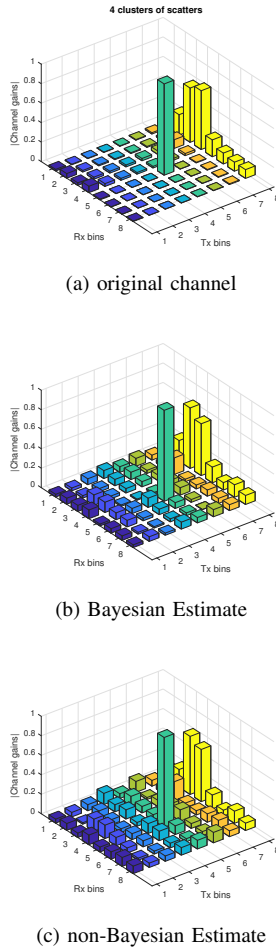 4 clusters of scatters
1
0.8
0.6
0.4
0.2
0
|Channel gains|
1 2 3 4 5 6 7 8
Rx bins
1 2 3 4 5 6 7 8
Tx bins
(a) original channel
1
0.8
0.6
0.4
0.2
0
|Channel gains|
1 2 3 4 5 6 7 8
Rx bins
1 2 3 4 5 6 7 8
Tx bins
(b) Bayesian Estimate
1
0.8
0.6
0.4
0.2
0
|Channel gains|
1 2 3 4 5 6 7 8
Rx bins
1 2 3 4 5 6 7 8
Tx bins
(c) non-Bayesian Estimate